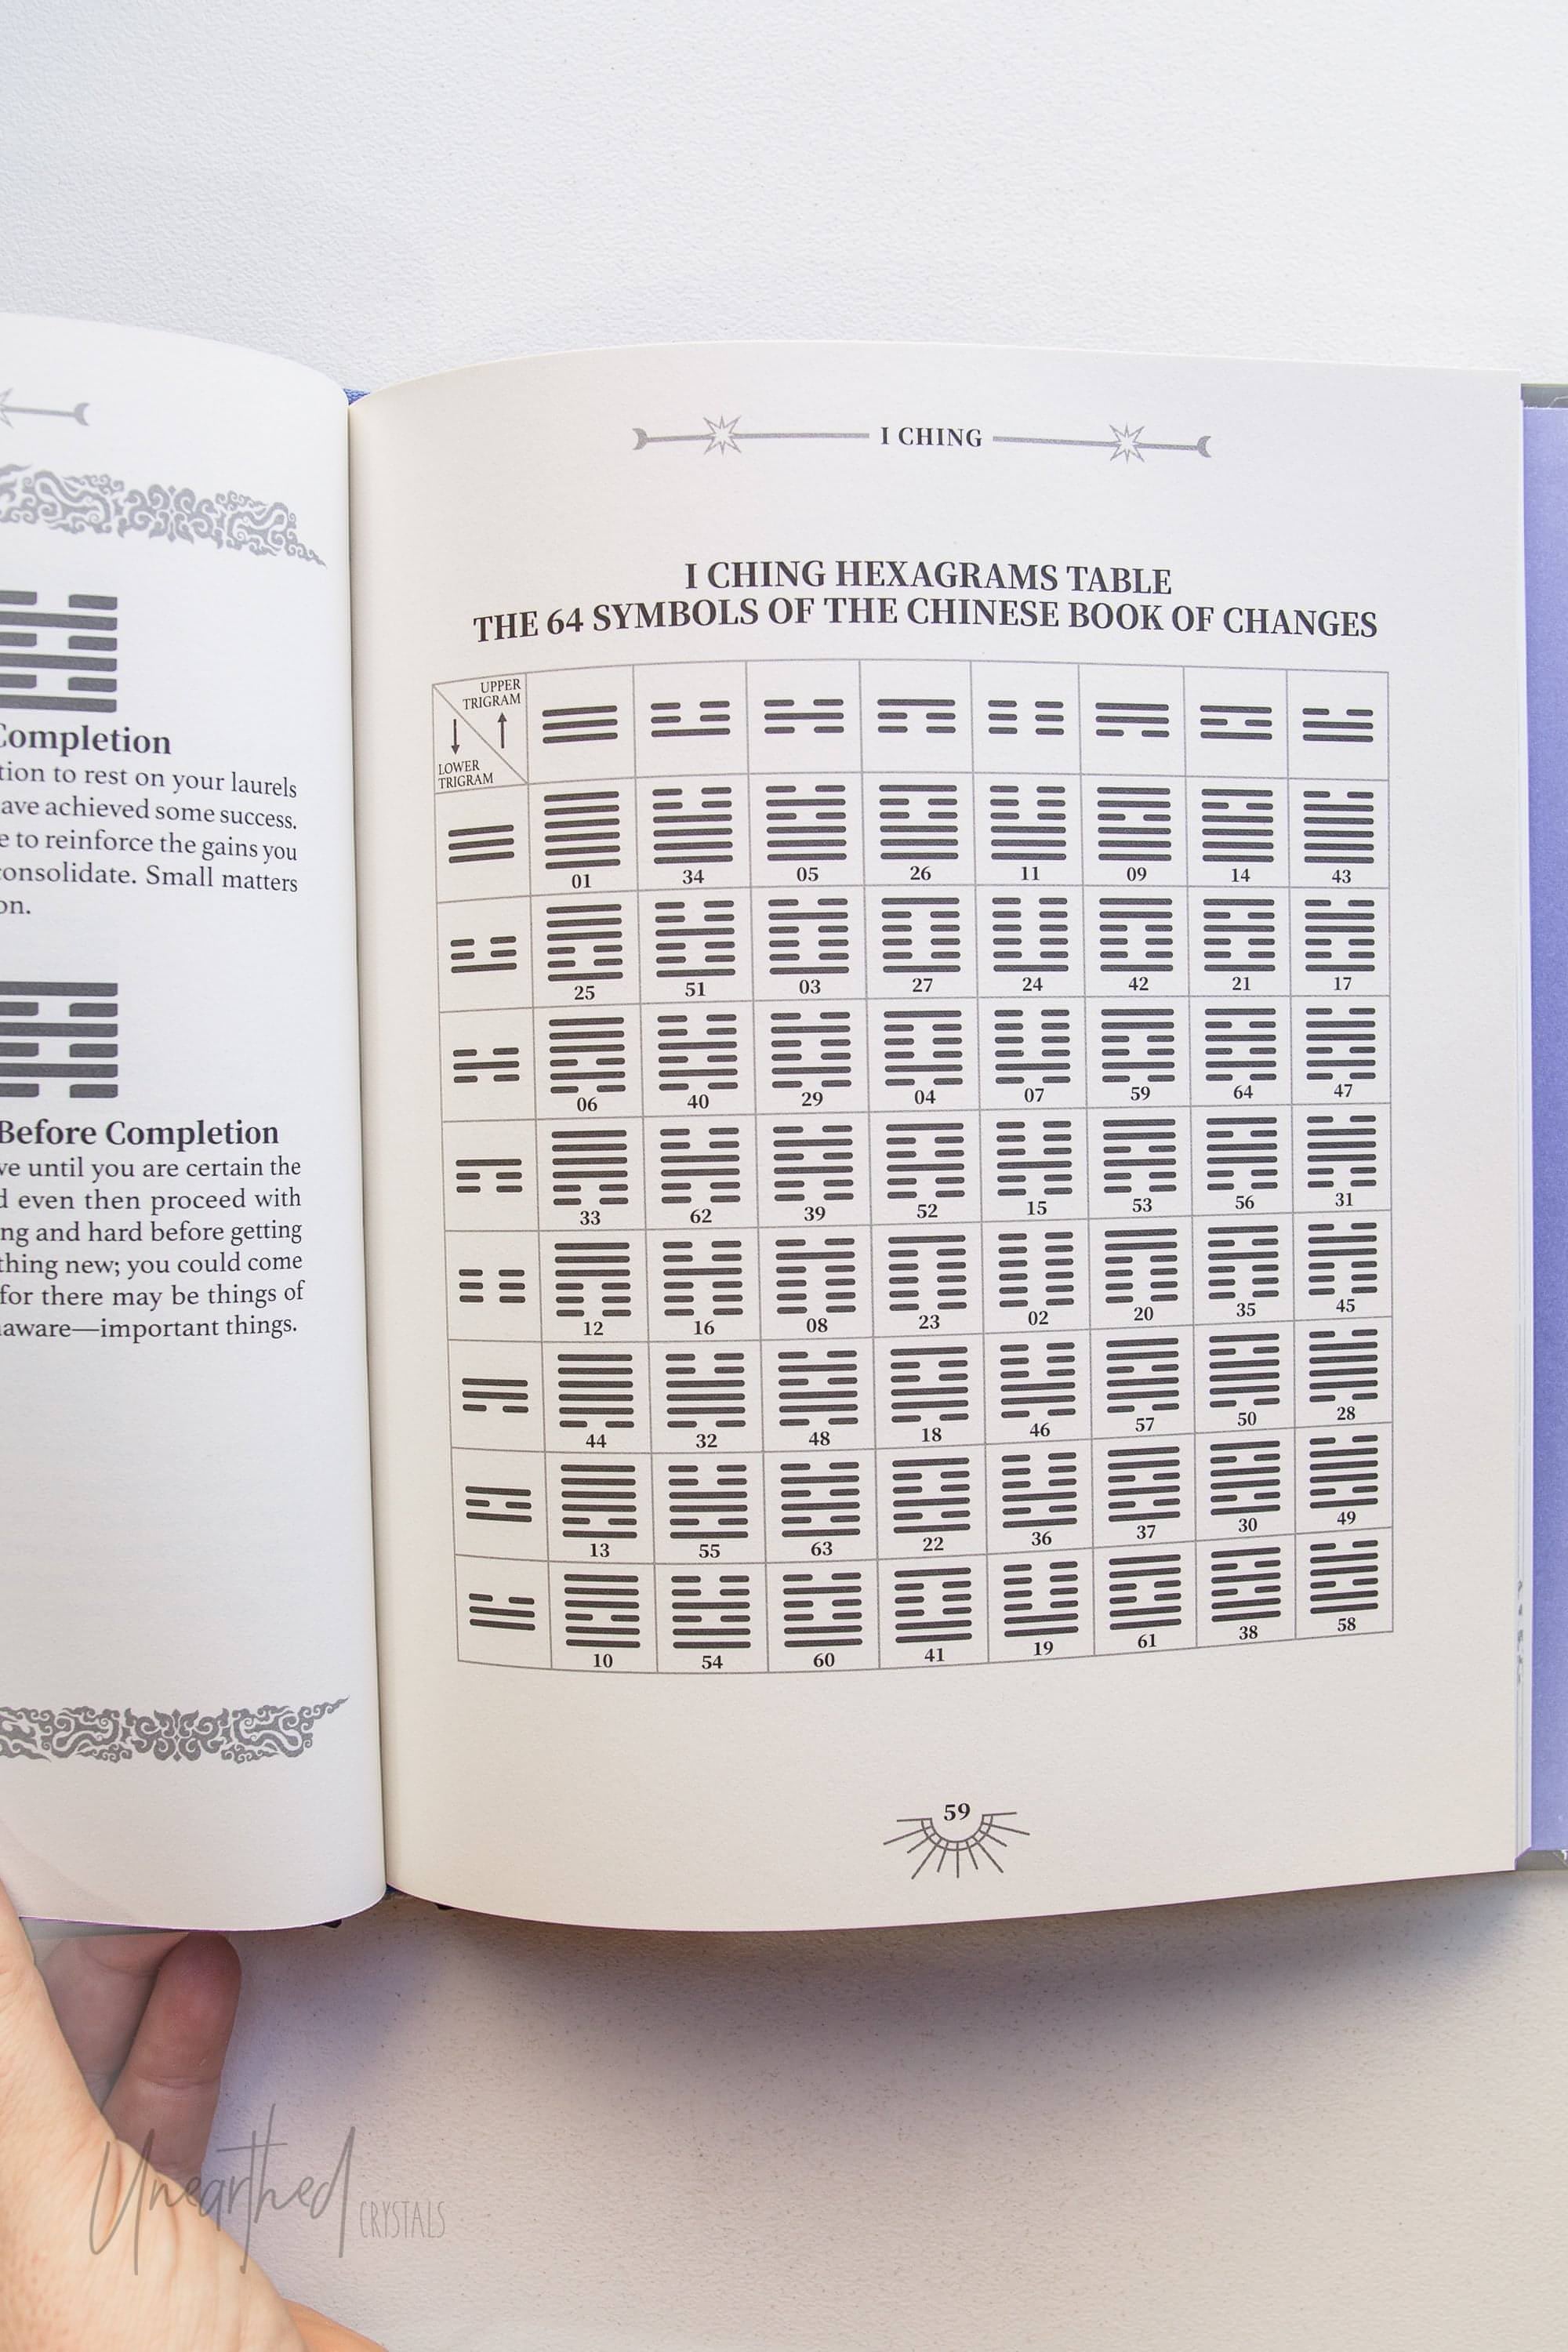 Completion
tion to rest on your laurels
ave achieved some success.
e to reinforce the gains you
consolidate. Small matters
on.
Before Completion
ve until you are certain the
d even then proceed with
ng and hard before getting
thing new; you could come
for there may be things of
aware—important things.
I CHING
I CHING HEXAGRAMS TABLE
THE 64 SYMBOLS OF THE CHINESE BOOK OF CHANGES
UPPER
TRIGRAM
LOWER
TRIGRAM
01 34 05 26 11 09 14 43
25 51 03 27 24 42 21 17
06 40 29 04 07 59 64 47
33 62 39 52 15 53 56 31
12 16 08 23 02 20 35 45
44 32 48 18 46 57 50 28
13 55 63 22 36 37 30 49
10 54 60 41 19 61 38 58
59
Unearthed CRYSTALS